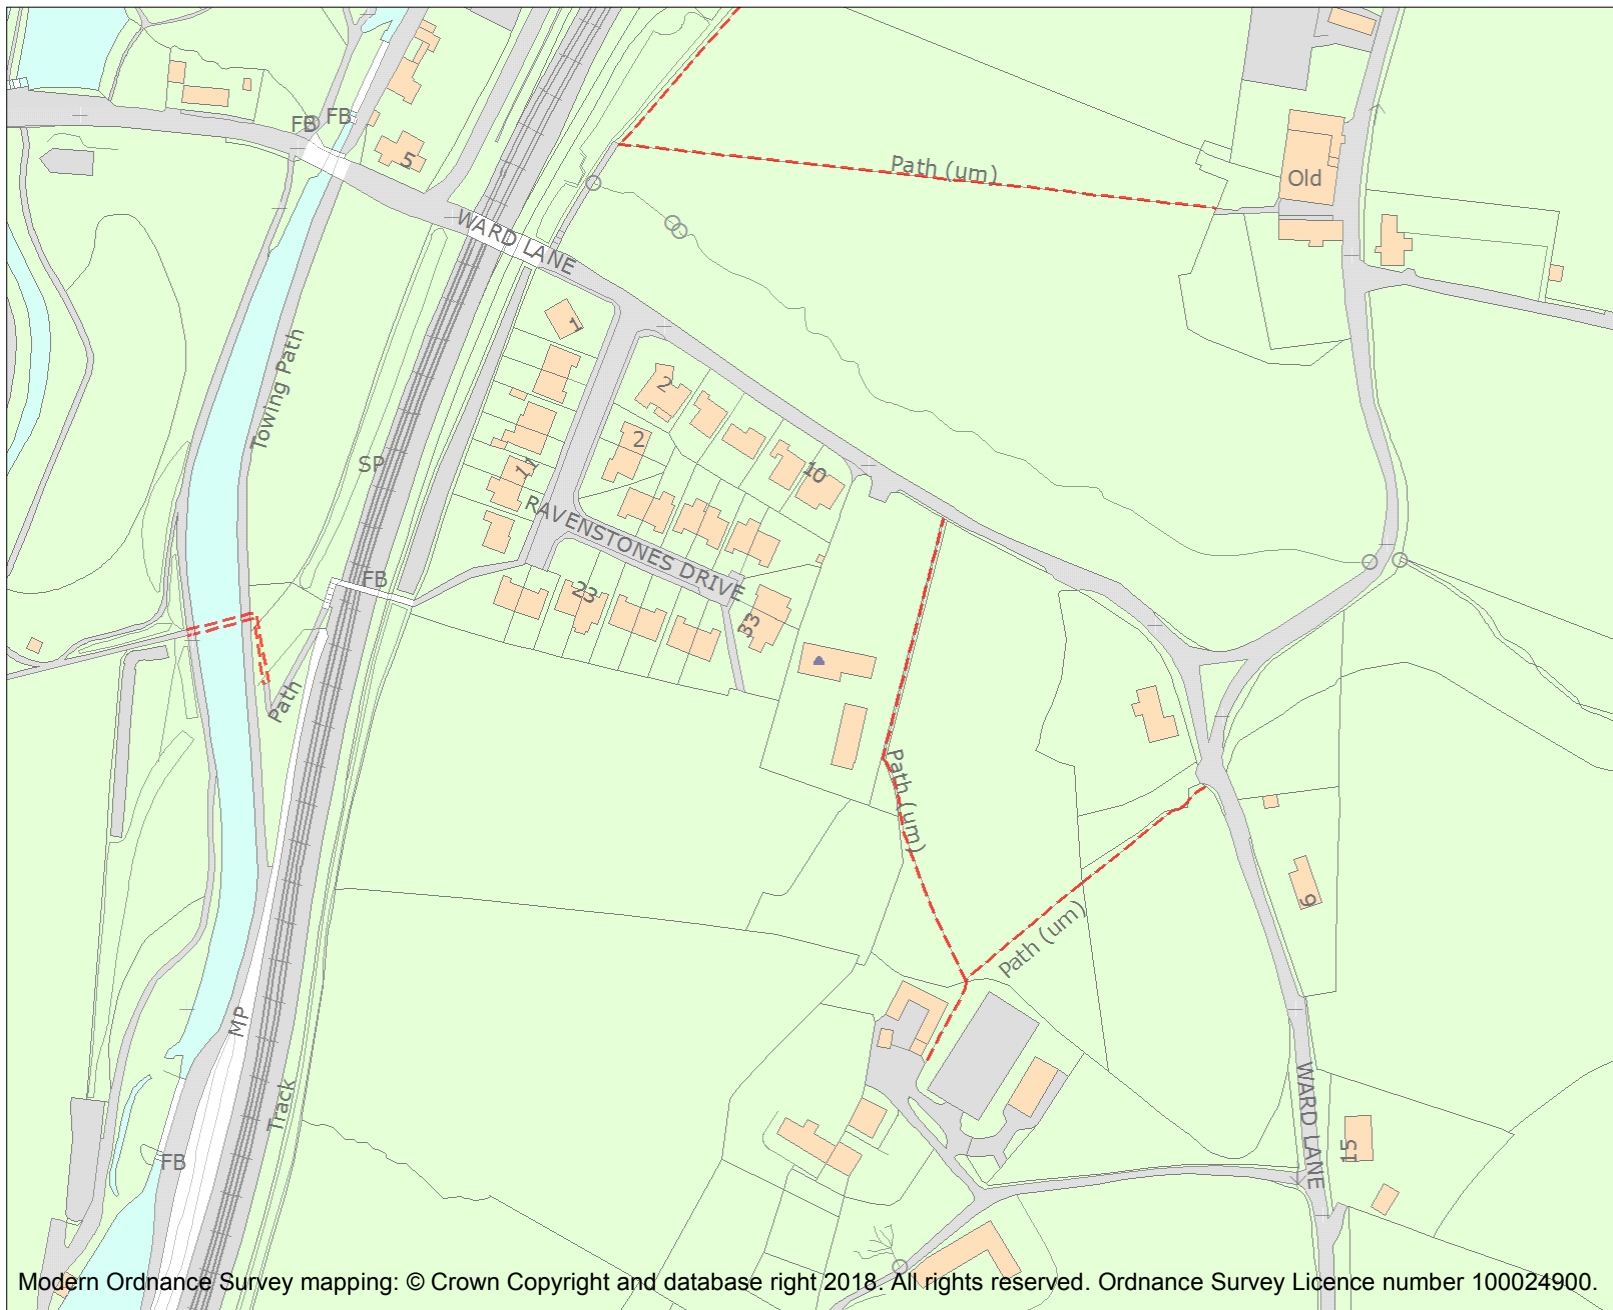 FB
FB
5
Path (um)
Old
WARD LANE
1
Towing Path
2
2
SP
11
10
RAVENSTONES DRIVE
FB
23
33
Path
Path (um)
9
Path (um)
MP
Track
WARD LANE
15
FB
Modern Ordnance Survey mapping: © Crown Copyright and database right 2018. All rights reserved. Ordnance Survey Licence number 100024900.